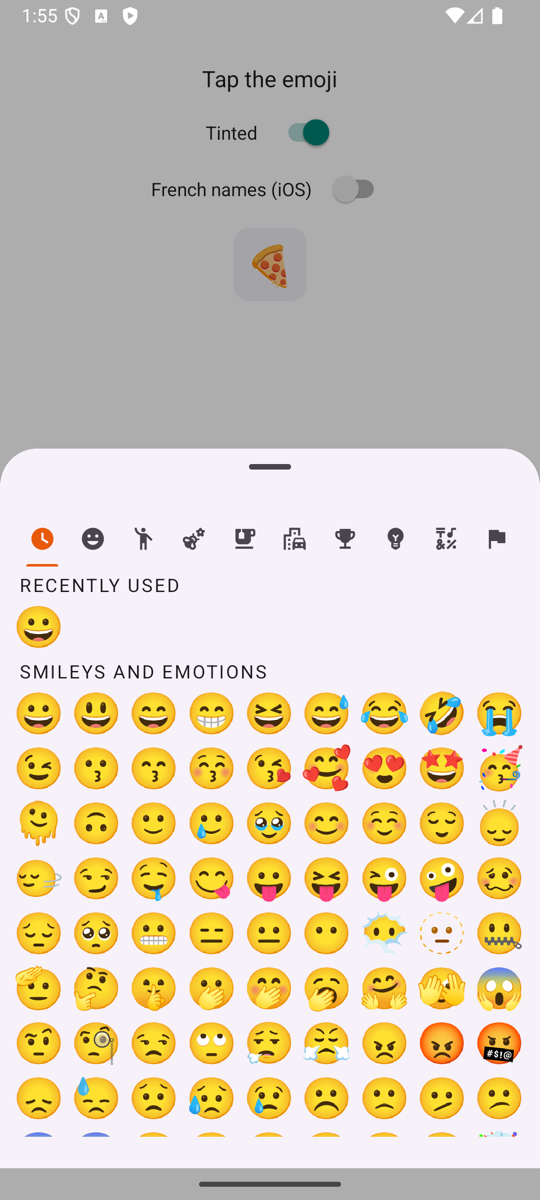 1:55
Tap the emoji
Tinted
French names (iOS)
RECENTLY USED
SMILEYS AND EMOTIONS
#$!@